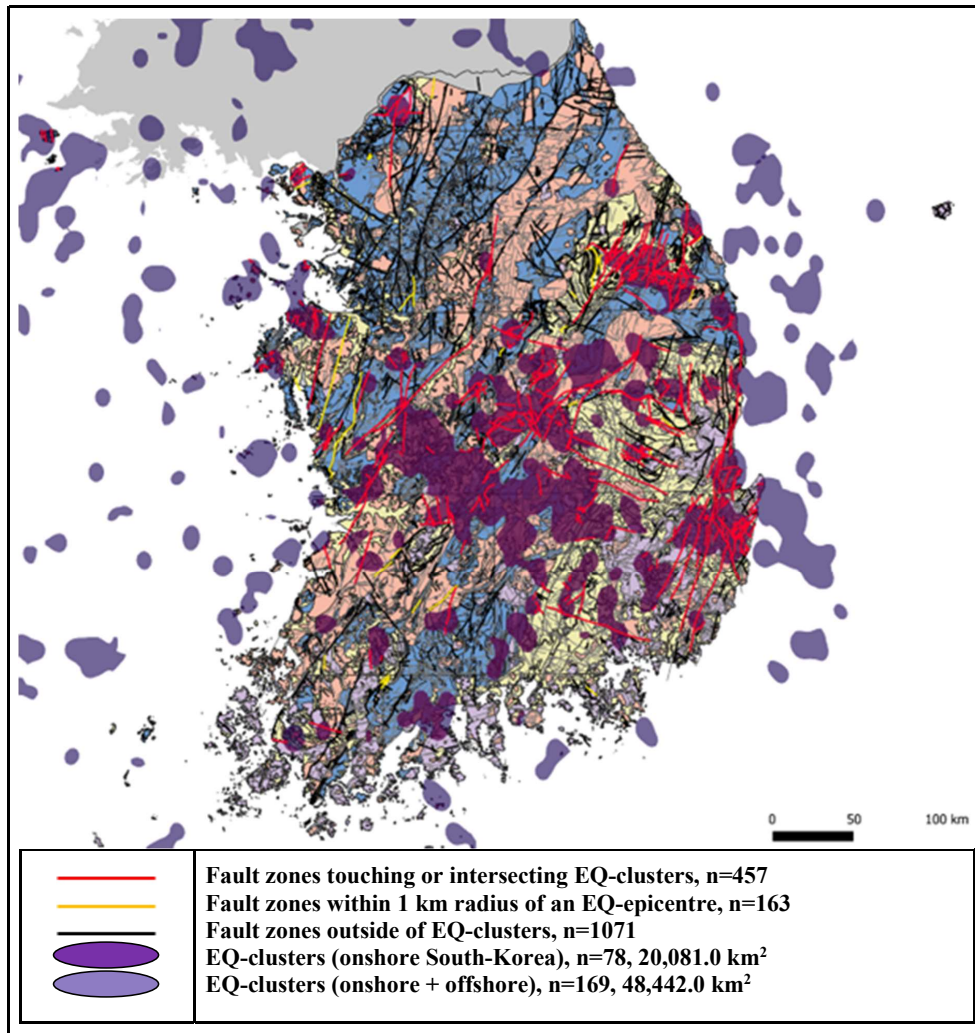 0 50 100 km
Fault zones touching or intersecting EQ-clusters, n=457
Fault zones within 1 km radius of an EQ-epicentre, n=163
Fault zones outside of EQ-clusters, n=1071
EQ-clusters (onshore South-Korea), n=78, 20,081.0 km²
EQ-clusters (onshore + offshore), n=169, 48,442.0 km²